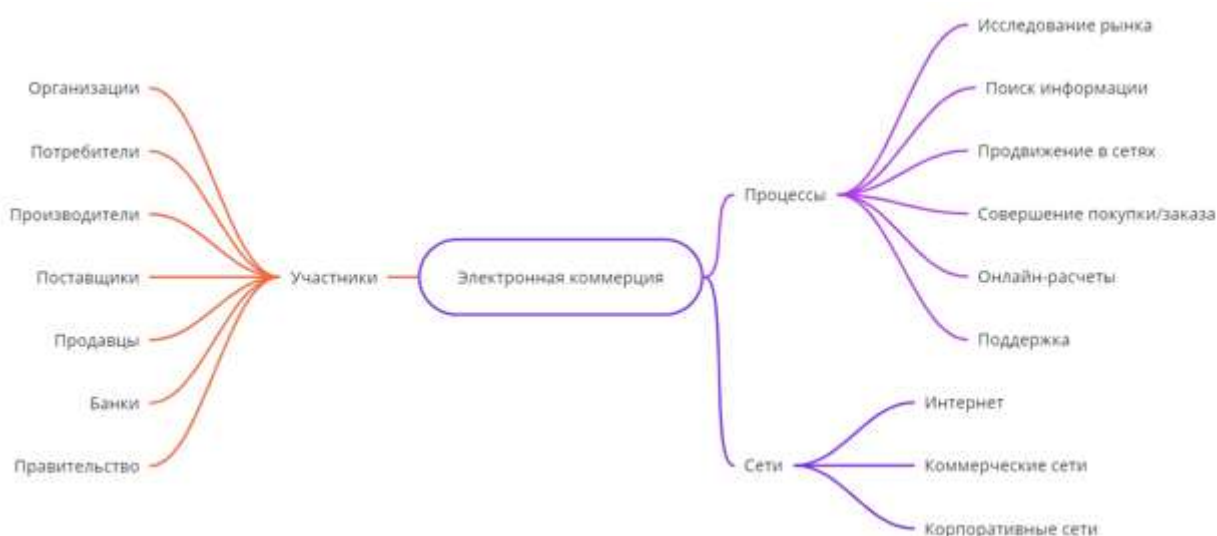 Организации
Потребители
Производители
Поставщики
Продавцы
Банки
Правительство
Участники
Электронная коммерция
Процессы
Исследование рынка
Поиск информации
Продвижение в сетях
Совершение покупки/заказа
Онлайн-расчеты
Поддержка
Сети
Интернет
Коммерческие сети
Корпоративные сети